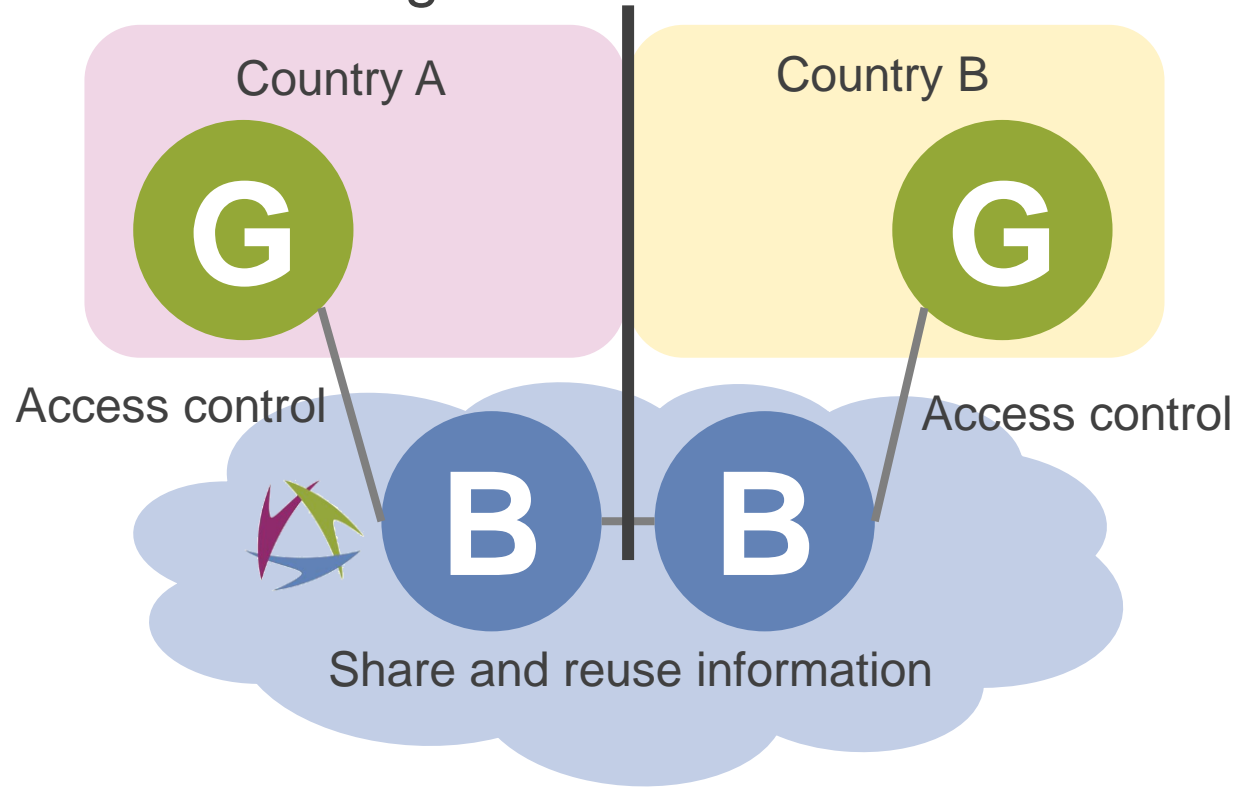 Country A
Country B
G
G
Access control
Access control
B
B
Share and reuse information